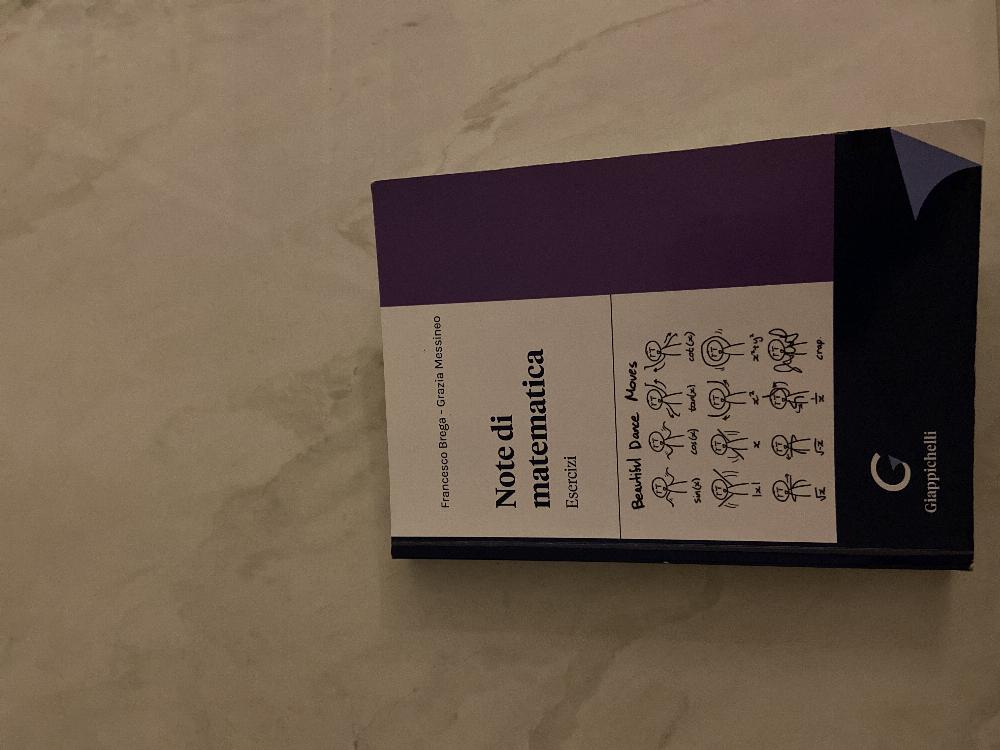 Francesco Brega - Grazia Messineo
Note di
matematica
Esercizi
Beautiful Dance Moves
sin(x) cos(x) tan(x) cot(x)
|x| x x² x²+y²
√x √x 1/x crap
Giappichelli